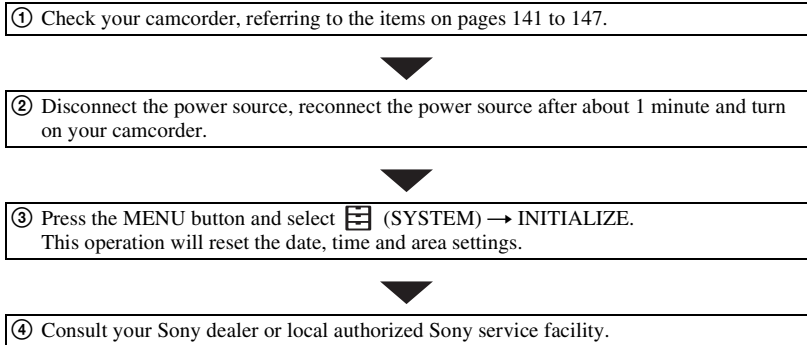 ① Check your camcorder, referring to the items on pages 141 to 147.
② Disconnect the power source, reconnect the power source after about 1 minute and turn
on your camcorder.
③ Press the MENU button and select (SYSTEM) → INITIALIZE.
This operation will reset the date, time and area settings.
④ Consult your Sony dealer or local authorized Sony service facility.